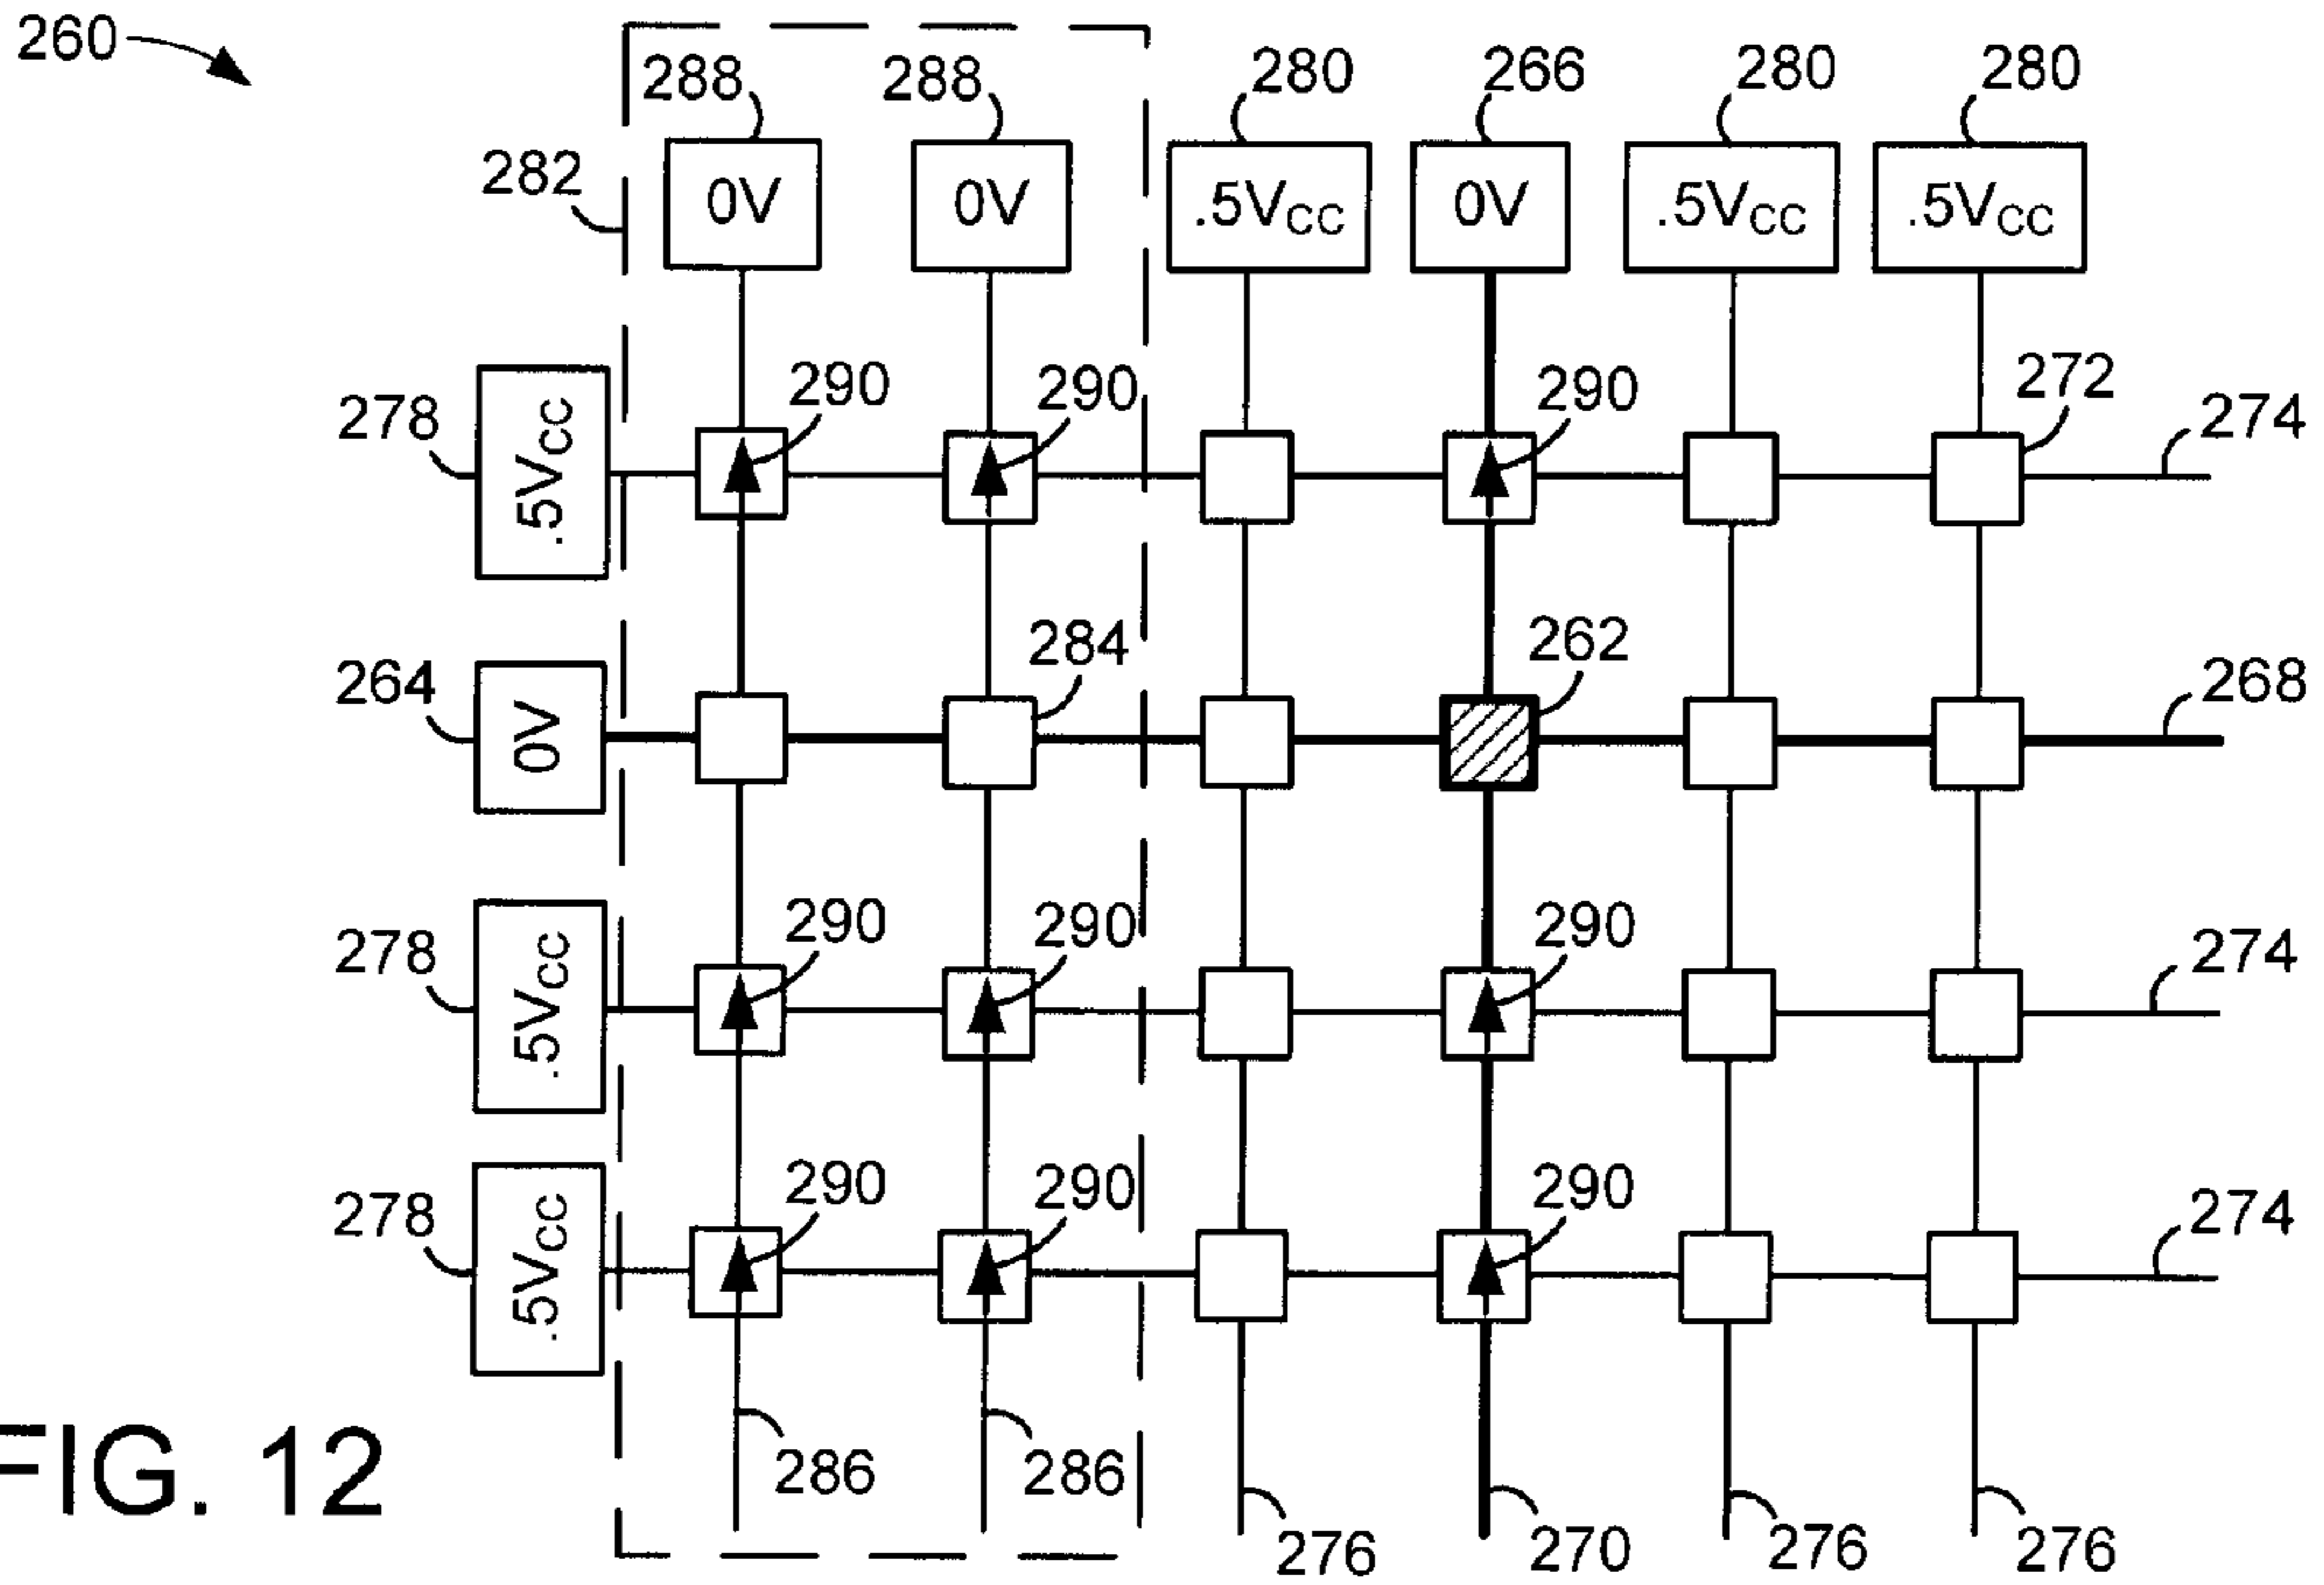 260
288 288 280 266 280 280
282
0V 0V .5VCC 0V .5VCC .5VCC
290 290 290 272
278 .5VCC 274
284 262
264 0V 268
290 290 290
278 .5VCC 274
290 290 290
278 .5VCC 274
286 286
276 270 276 276
FIG. 12